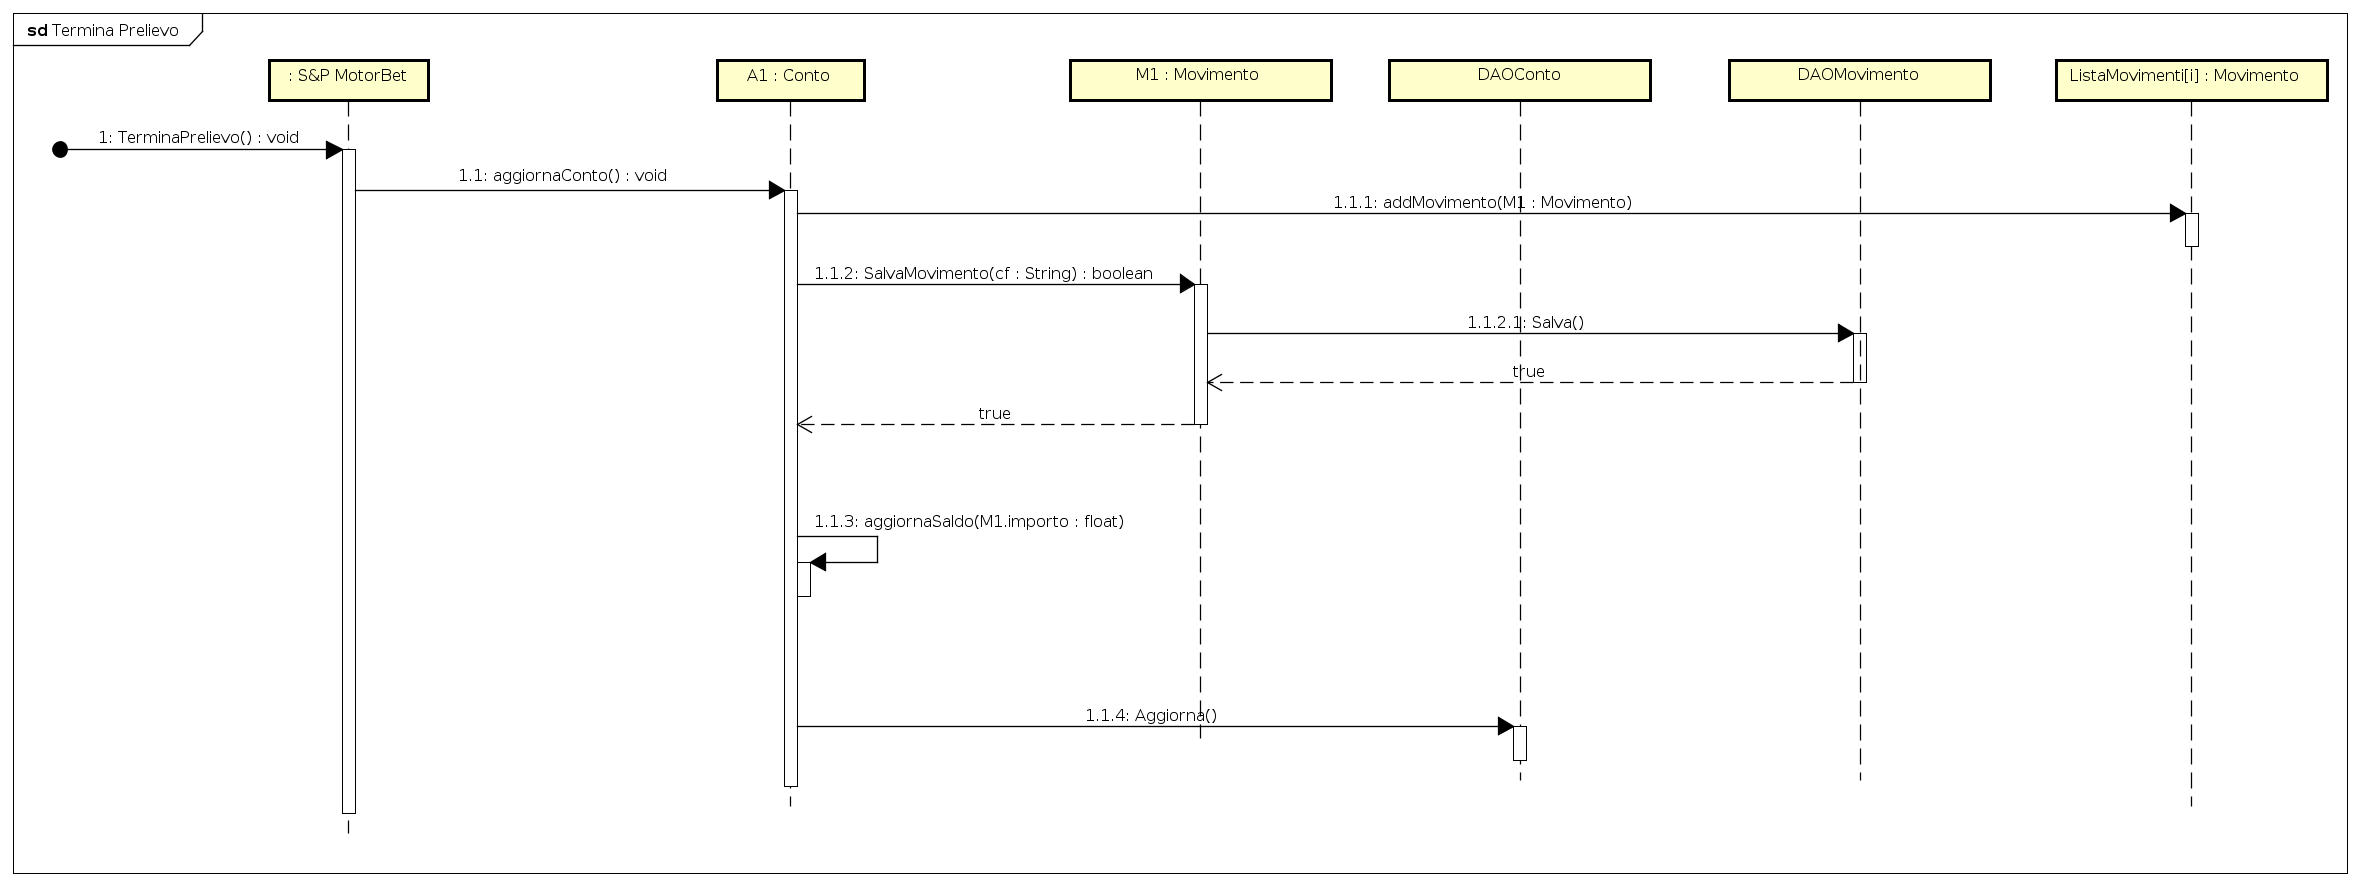 sd Termina Prelievo
: S&P MotorBet
A1 : Conto
M1 : Movimento
DAOConto
DAOMovimento
ListaMovimenti[i] : Movimento
1: TerminaPrelievo() : void
1.1: aggiornaConto() : void
1.1.1: addMovimento(M1 : Movimento)
1.1.2: SalvaMovimento(cf : String) : boolean
1.1.2.1: Salva()
true
true
1.1.3: aggiornaSaldo(M1.importo : float)
1.1.4: Aggiorna()